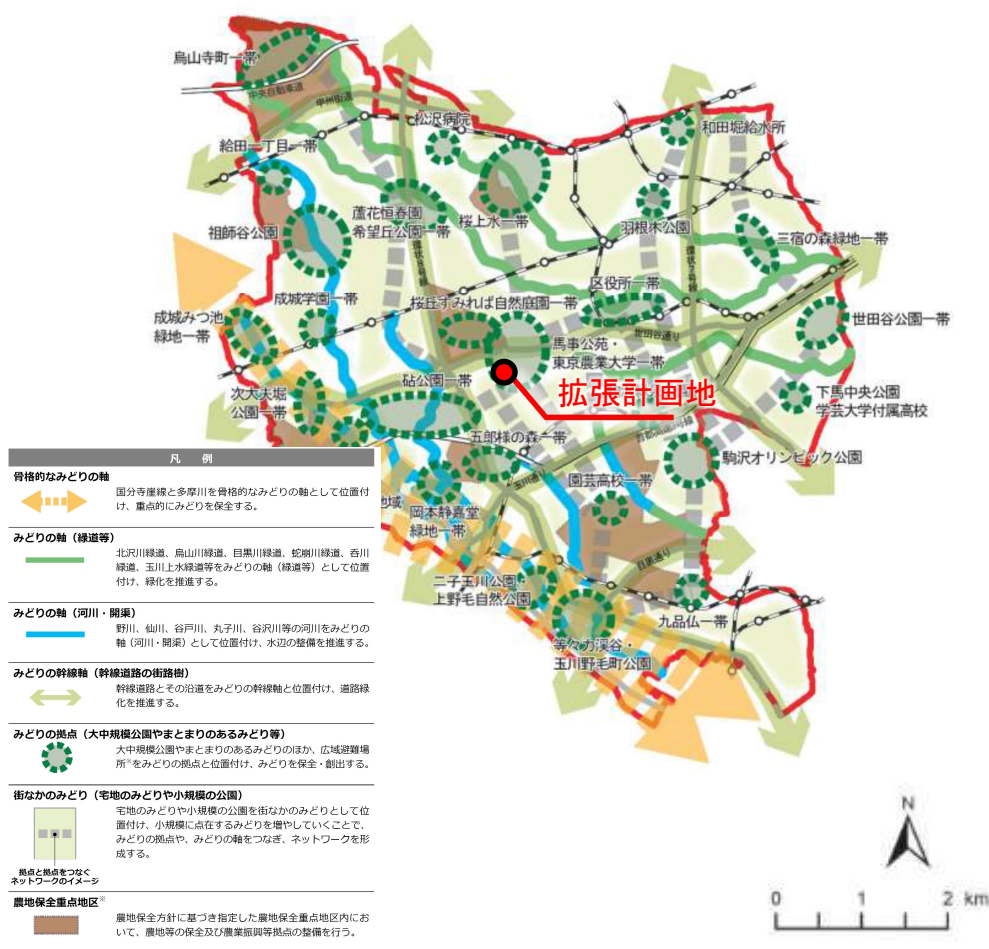 烏山寺町一帯
中央自動車道
甲州街道
松沢病院
和田堀給水所
給田一丁目一帯
蘆花恒春園
希望丘公園一帯
桜上水一帯
羽根木公園
祖師谷公園
三宿の森緑地一帯
環状8号線
環状7号線
成城学園一帯
桜丘すみれば自然庭園一帯
区役所一帯
成城みつ池
緑地一帯
世田谷通り
世田谷公園一帯
馬事公苑・
東京農業大学一帯
砧公園一帯
拡張計画地
次大夫堀
公園一帯
下馬中央公園
学芸大学付属高校
五郎様の森一帯
駒沢オリンピック公園
玉川通り
園芸高校一帯
地域
岡本静嘉堂
緑地一帯
目黒通り
二子玉川公園・
上野毛自然公園
九品仏一帯
等々力渓谷・
玉川野毛町公園
凡 例
骨格的なみどりの軸
国分寺崖線と多摩川を骨格的なみどりの軸として位置付
け、重点的にみどりを保全する。
みどりの軸（緑道等）
北沢川緑道、烏山川緑道、目黒川緑道、蛇崩川緑道、呑川
緑道、玉川上水緑道等をみどりの軸（緑道等）として位置
付け、緑化を推進する。
みどりの軸（河川・開渠）
野川、仙川、谷戸川、丸子川、谷沢川等の河川をみどりの
軸（河川・開渠）として位置付け、水辺の整備を推進する。
みどりの幹線軸（幹線道路の街路樹）
幹線道路とその沿道をみどりの幹線軸と位置付け、道路緑
化を推進する。
みどりの拠点（大中規模公園やまとまりのあるみどり等）
大中規模公園やまとまりのあるみどりのほか、広域避難場
所※をみどりの拠点と位置付け、みどりを保全・創出する。
街なかのみどり（宅地のみどりや小規模の公園）
宅地のみどりや小規模の公園を街なかのみどりとして位
置付け、小規模に点在するみどりを増やしていくことで、
みどりの拠点や、みどりの軸をつなぎ、ネットワークを形
成する。
拠点と拠点をつなぐ
ネットワークのイメージ
農地保全重点地区※
農地保全方針に基づき指定した農地保全重点地区内にお
いて、農地等の保全及び農業振興等拠点の整備を行う。
N
0 1 2 km